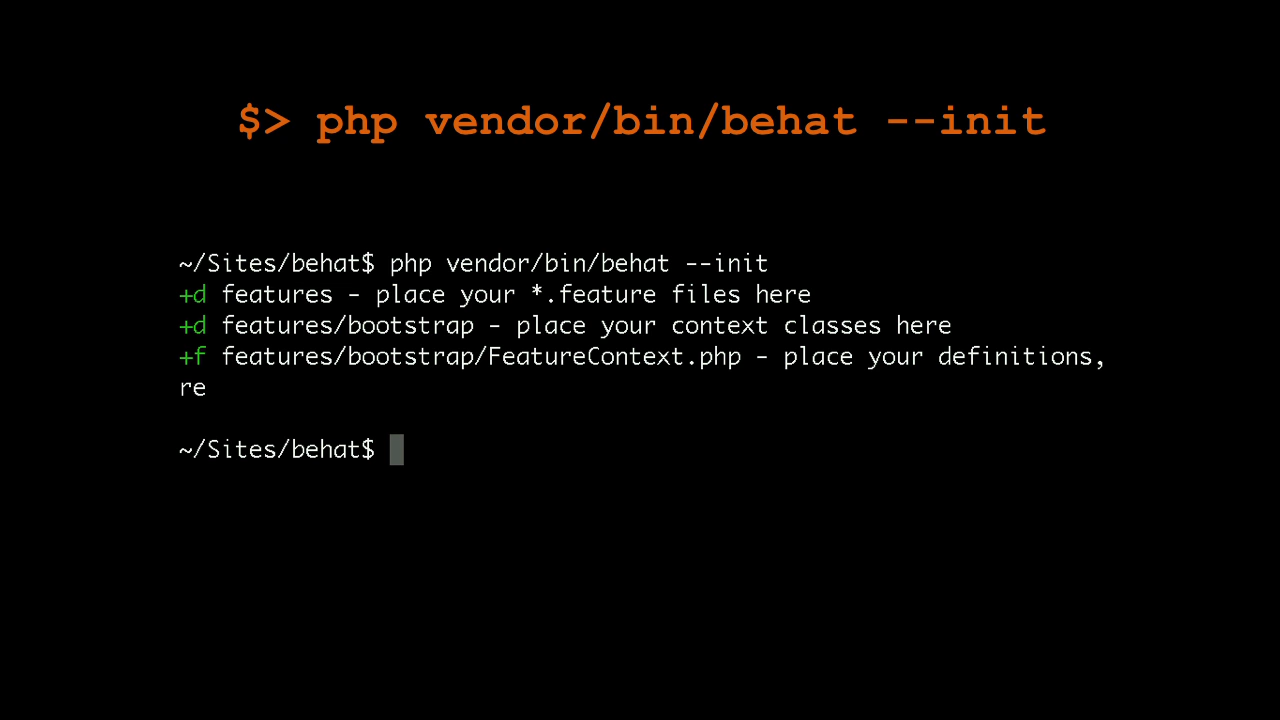 $> php vendor/bin/behat --init
~/Sites/behat$ php vendor/bin/behat --init
+d features - place your *.feature files here
+d features/bootstrap - place your context classes here
+f features/bootstrap/FeatureContext.php - place your definitions,
re
~/Sites/behat$